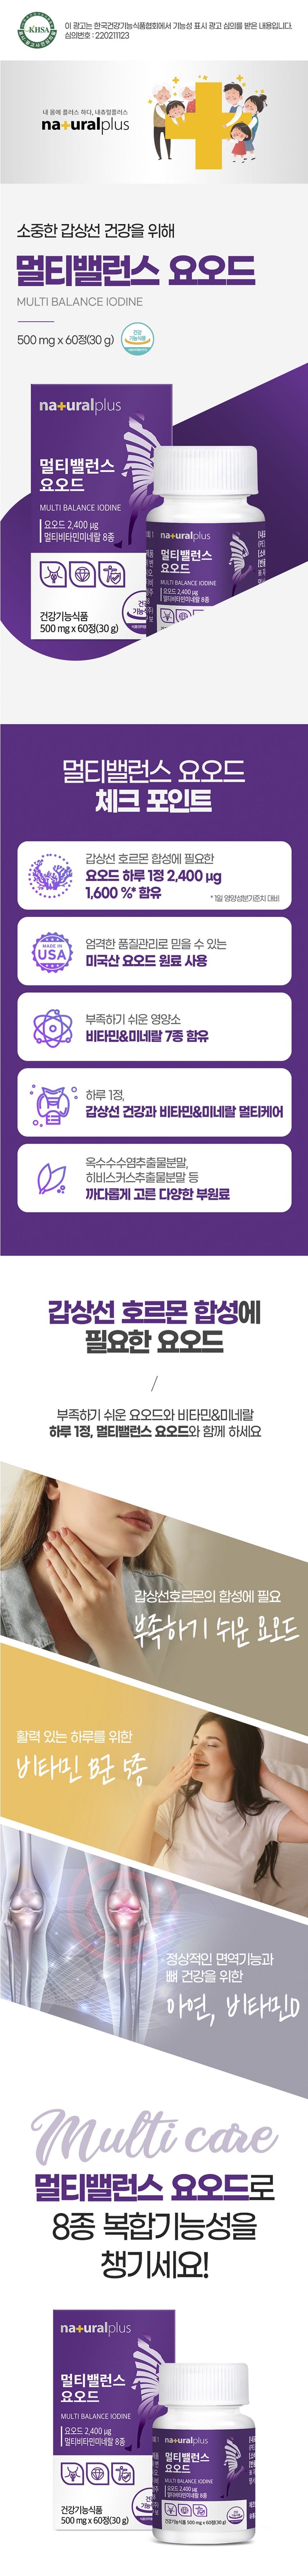 KHSA
이 광고는 한국건강기능식품협회에서 기능성 표시 광고 심의를 받은 내용입니다.
심의번호 : 220211123
내 몸에 플러스 하다, 내츄럴플러스
na+uralplus
소중한 갑상선 건강을 위해
멀티밸런스 요오드
MULTI BALANCE IODINE
500 mg x 60정(30 g)
건강
기능식품
na+uralplus
멀티밸런스
요오드
MULTI BALANCE IODINE
요오드 2,400 μg
멀티비타민미네랄 8종
건강기능식품
500 mg x 60정(30 g)
na+uralplus
멀티밸런스
요오드
MULTI BALANCE IODINE
요오드 2,400 μg
멀티비타민미네랄 8종
멀티밸런스 요오드
체크 포인트
갑상선 호르몬 합성에 필요한
요오드 하루 1정 2,400 μg
1,600 %* 함유
* 1일 영양성분기준치 대비
MADE IN
USA
엄격한 품질관리로 믿을 수 있는
미국산 요오드 원료 사용
부족하기 쉬운 영양소
비타민&미네랄 7종 함유
하루 1정,
갑상선 건강과 비타민&미네랄 멀티케어
옥수수수염추출물분말,
히비스커스추출물분말 등
까다롭게 고른 다양한 부원료
갑상선 호르몬 합성에
필요한 요오드
/
부족하기 쉬운 요오드와 비타민&미네랄
하루 1정, 멀티밸런스 요오드와 함께 하세요
갑상선호르몬의 합성에 필요
부족하기 쉬운 요오드
활력 있는 하루를 위한
비타민 B군 5종
정상적인 면역기능과
뼈 건강을 위한
아연, 비타민D
Multi care
멀티밸런스 요오드로
8종 복합기능성을
챙기세요!
na+uralplus
멀티밸런스
요오드
MULTI BALANCE IODINE
요오드 2,400 μg
멀티비타민미네랄 8종
건강기능식품
500 mg x 60정(30 g)
na+uralplus
멀티밸런스
요오드
MULTI BALANCE IODINE
요오드 2,400 μg
멀티비타민미네랄 8종
건강기능식품 500 mg x 60정(30 g)